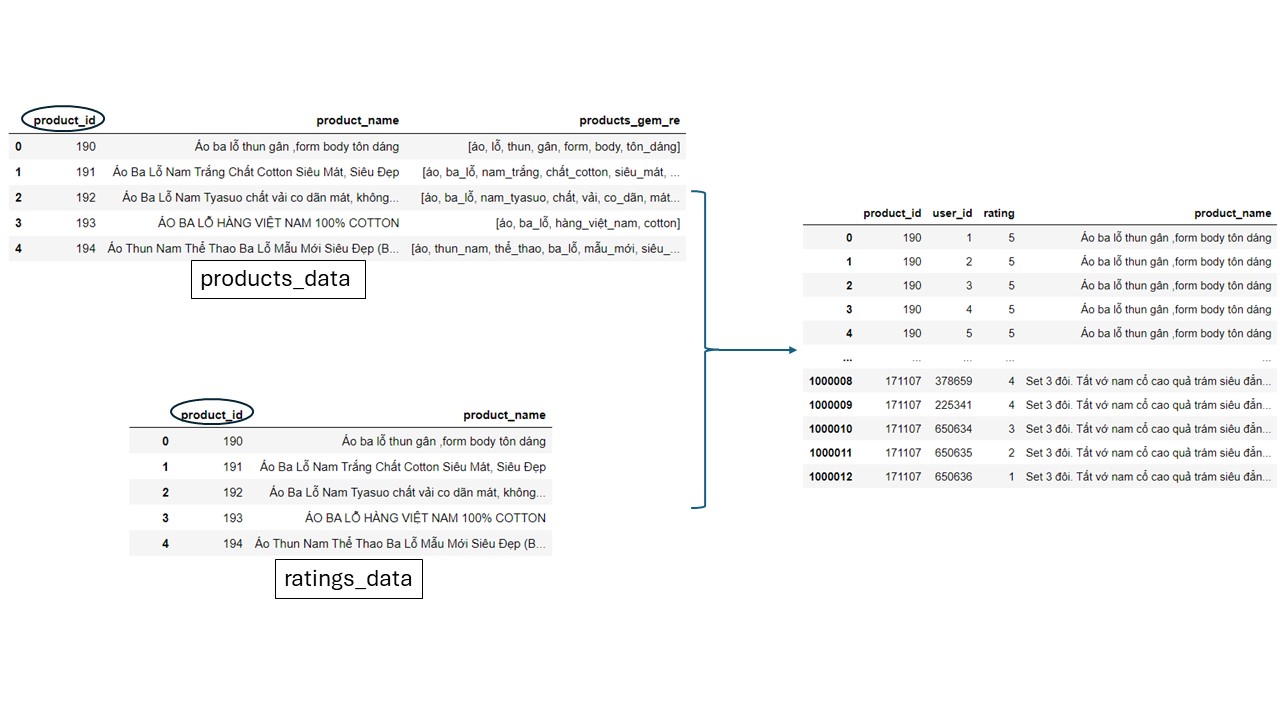 product_id product_name products_gem_re
0 190 Áo ba lỗ thun gân ,form body tôn dáng [áo, lỗ, thun, gân, form, body, tôn_dáng]
1 191 Áo Ba Lỗ Nam Trắng Chất Cotton Siêu Mát, Siêu Đẹp [áo, ba_lỗ, nam_trắng, chất_cotton, siêu_mát, ...
2 192 Áo Ba Lỗ Nam Tyasuo chất vải co dãn mát, không... [áo, ba_lỗ, nam_tyasuo, chất, vải, co_dãn, mát...
3 193 ÁO BA LỖ HÀNG VIỆT NAM 100% COTTON [áo, ba_lỗ, hàng_việt_nam, cotton]
4 194 Áo Thun Nam Thể Thao Ba Lỗ Mẫu Mới Siêu Đẹp (B... [áo, thun_nam, thể_thao, ba_lỗ, mẫu_mới, siêu_...
products_data
product_id product_name
0 190 Áo ba lỗ thun gân ,form body tôn dáng
1 191 Áo Ba Lỗ Nam Trắng Chất Cotton Siêu Mát, Siêu Đẹp
2 192 Áo Ba Lỗ Nam Tyasuo chất vải co dãn mát, không...
3 193 ÁO BA LỖ HÀNG VIỆT NAM 100% COTTON
4 194 Áo Thun Nam Thể Thao Ba Lỗ Mẫu Mới Siêu Đẹp (B...
ratings_data
product_id user_id rating product_name
0 190 1 5 Áo ba lỗ thun gân ,form body tôn dáng
1 190 2 5 Áo ba lỗ thun gân ,form body tôn dáng
2 190 3 5 Áo ba lỗ thun gân ,form body tôn dáng
3 190 4 5 Áo ba lỗ thun gân ,form body tôn dáng
4 190 5 5 Áo ba lỗ thun gân ,form body tôn dáng
... ... ... ... ...
1000008 171107 378659 4 Set 3 đôi. Tất vớ nam cổ cao quả trám siêu đẳn...
1000009 171107 225341 4 Set 3 đôi. Tất vớ nam cổ cao quả trám siêu đẳn...
1000010 171107 650634 3 Set 3 đôi. Tất vớ nam cổ cao quả trám siêu đẳn...
1000011 171107 650635 2 Set 3 đôi. Tất vớ nam cổ cao quả trám siêu đẳn...
1000012 171107 650636 1 Set 3 đôi. Tất vớ nam cổ cao quả trám siêu đẳn...